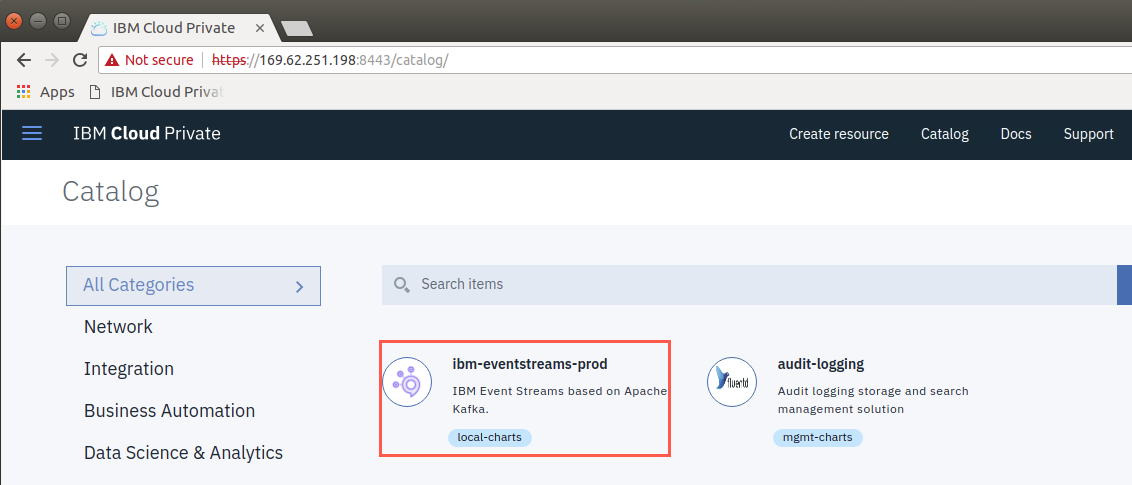 IBM Cloud Private
Not secure https://169.62.251.198:8443/catalog/
Apps IBM Cloud Privat
IBM Cloud Private Create resource Catalog Docs Support
Catalog
All Categories
Network
Integration
Business Automation
Data Science & Analytics
Search items
ibm-eventstreams-prod
IBM Event Streams based on Apache
Kafka.
local-charts
fluentd
audit-logging
Audit logging storage and search
management solution
mgmt-charts